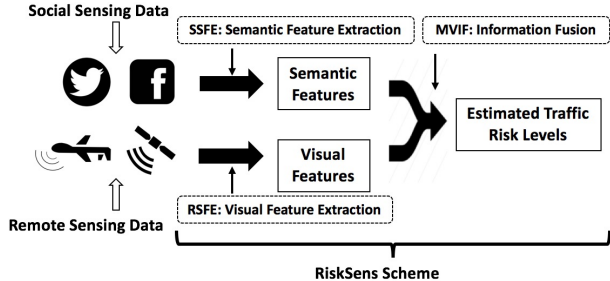 Social Sensing Data
SSFE: Semantic Feature Extraction
MVIF: Information Fusion
Semantic
Features
Estimated Traffic
Risk Levels
Visual
Features
RSFE: Visual Feature Extraction
Remote Sensing Data
RiskSens Scheme